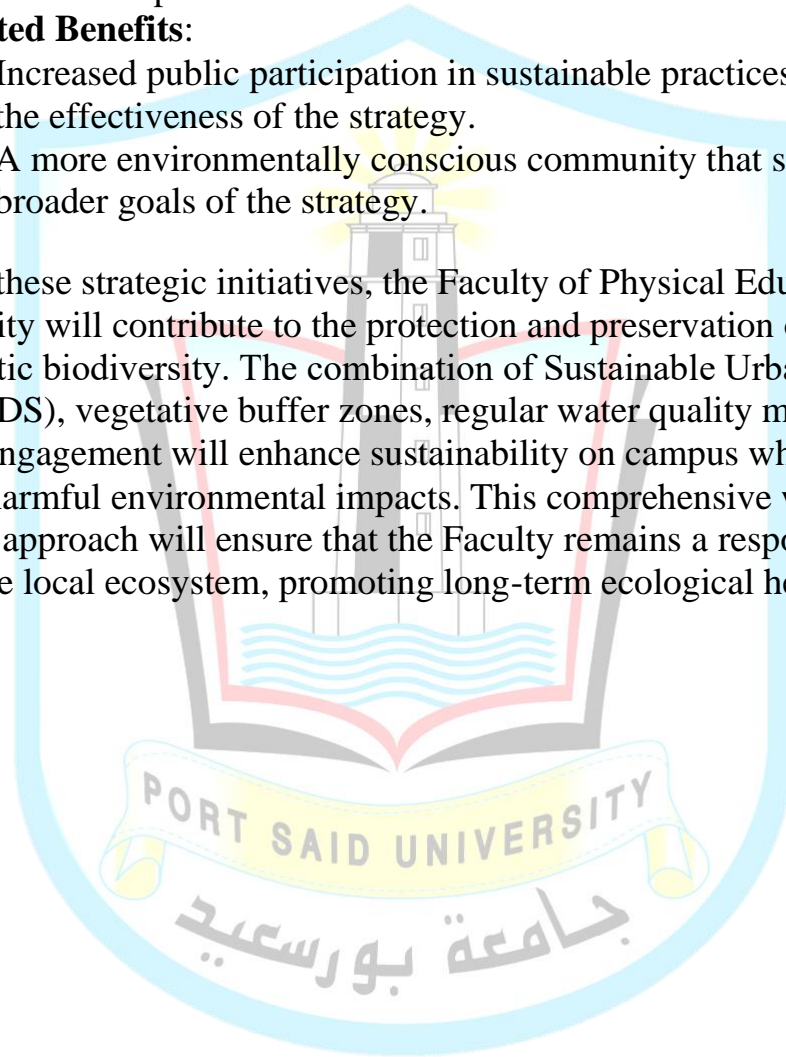 ted Benefits:
Increased public participation in sustainable practices
the effectiveness of the strategy.
A more environmentally conscious community that s
broader goals of the strategy.
these strategic initiatives, the Faculty of Physical Edu
ity will contribute to the protection and preservation
tic biodiversity. The combination of Sustainable Urba
DS), vegetative buffer zones, regular water quality m
ngagement will enhance sustainability on campus wh
armful environmental impacts. This comprehensive
approach will ensure that the Faculty remains a respo
e local ecosystem, promoting long-term ecological he
PORT SAID UNIVERSITY
جامعة بورسعيد